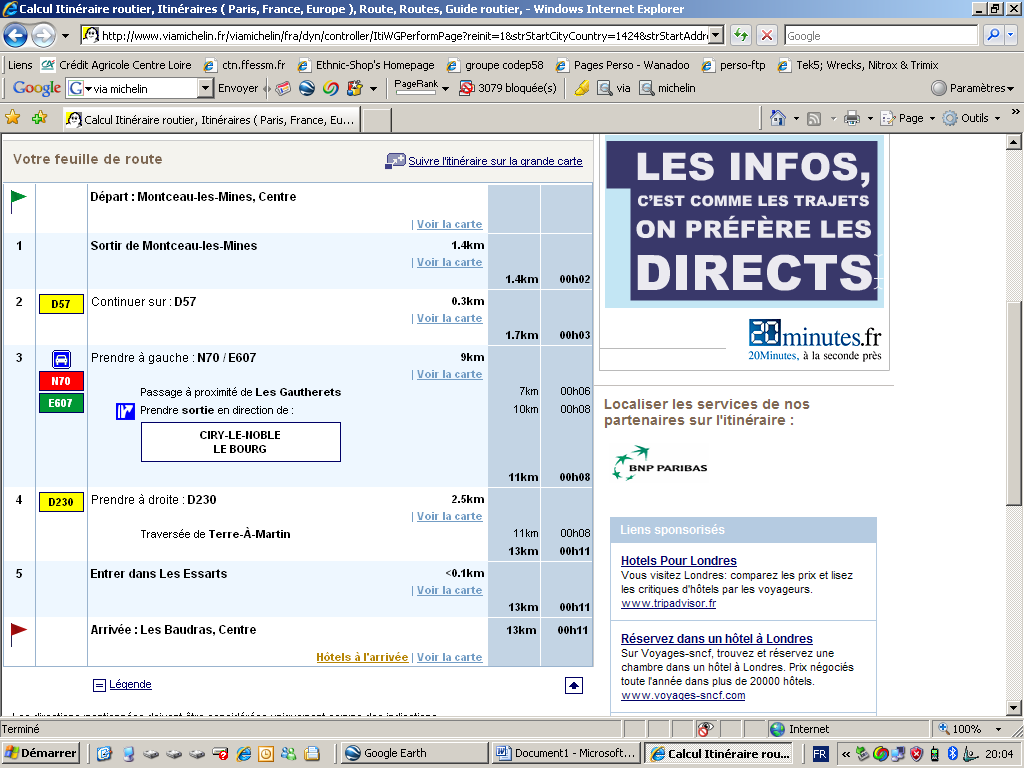 Calcul Itinéraire routier, Itinéraires ( Paris, France, Europe ), Route, Routes, Guide routier, - Windows Internet Explorer
http://www.viamichelin.fr/viamichelin/fra/dyn/controller/ItiWGPerformPage?reinit=1&strStartCityCountry=1424&strStartAddr
Google
Liens Crédit Agricole Centre Loire ctn.ffessm.fr Ethnic-Shop's Homepage groupe codep58 Pages Perso - Wanadoo perso-ftp Tek5; Wrecks, Nitrox & Trimix
Google G via michelin Envoyer PageRank 3079 bloquée(s) via michelin Paramètres
Calcul Itinéraire routier, Itinéraires ( Paris, France, Eu... Page Outils »
Votre feuille de route
Suivre l'itinéraire sur la grande carte
Départ : Montceau-les-Mines, Centre
| Voir la carte
1 Sortir de Montceau-les-Mines 1.4km
| Voir la carte
1.4km 00h02
2 D57 Continuer sur : D57 0.3km
| Voir la carte
1.7km 00h03
3 Prendre à gauche : N70 / E607 9km
N70 | Voir la carte
E607 Passage à proximité de Les Gautherets 7km 00h06
Prendre sortie en direction de : 10km 00h08
CIRY-LE-NOBLE
LE BOURG
11km 00h08
4 D230 Prendre à droite : D230 2.5km
| Voir la carte
Traversée de Terre-À-Martin 11km 00h08
13km 00h11
5 Entrer dans Les Essarts <0.1km
| Voir la carte
13km 00h11
Arrivée : Les Baudras, Centre 13km 00h11
Hôtels à l'arrivée | Voir la carte
Légende
Les directions mentionnées doivent être considérées uniquement comme des indications
LES INFOS,
C'EST COMME LES TRAJETS
ON PRÉFÈRE LES
DIRECTS
20minutes.fr
20Minutes, à la seconde près
Localiser les services de nos
partenaires sur l'itinéraire :
BNP PARIBAS
Liens sponsorisés
Hotels Pour Londres
Vous visitez Londres: comparez les prix et lisez
les critiques d'hôtels par les voyageurs.
www.tripadvisor.fr
Réservez dans un hôtel à Londres
Sur Voyages-sncf, trouvez et réservez une
chambre dans un hôtel à Londres. Prix négociés
toute l'année dans plus de 20000 hôtels.
www.voyages-sncf.com
Terminé Internet 100%
Démarrer Google Earth Document1 - Microsoft... Calcul Itinéraire rou... FR « 20:04